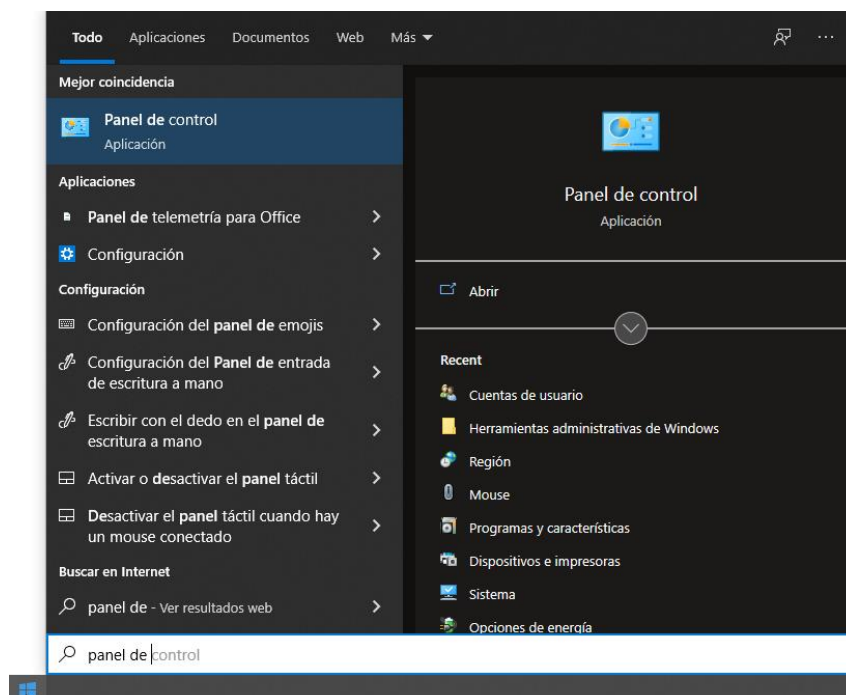 Todo Aplicaciones Documentos Web Más
Mejor coincidencia
Panel de control
Aplicación
Aplicaciones
Panel de telemetría para Office
Configuración
Configuración
Configuración del panel de emojis
Configuración del Panel de entrada
de escritura a mano
Escribir con el dedo en el panel de
escritura a mano
Activar o desactivar el panel táctil
Desactivar el panel táctil cuando hay
un mouse conectado
Buscar en Internet
panel de - Ver resultados web
Panel de control
Aplicación
Abrir
Recent
Cuentas de usuario
Herramientas administrativas de Windows
Región
Mouse
Programas y características
Dispositivos e impresoras
Sistema
Opciones de energía
panel de control